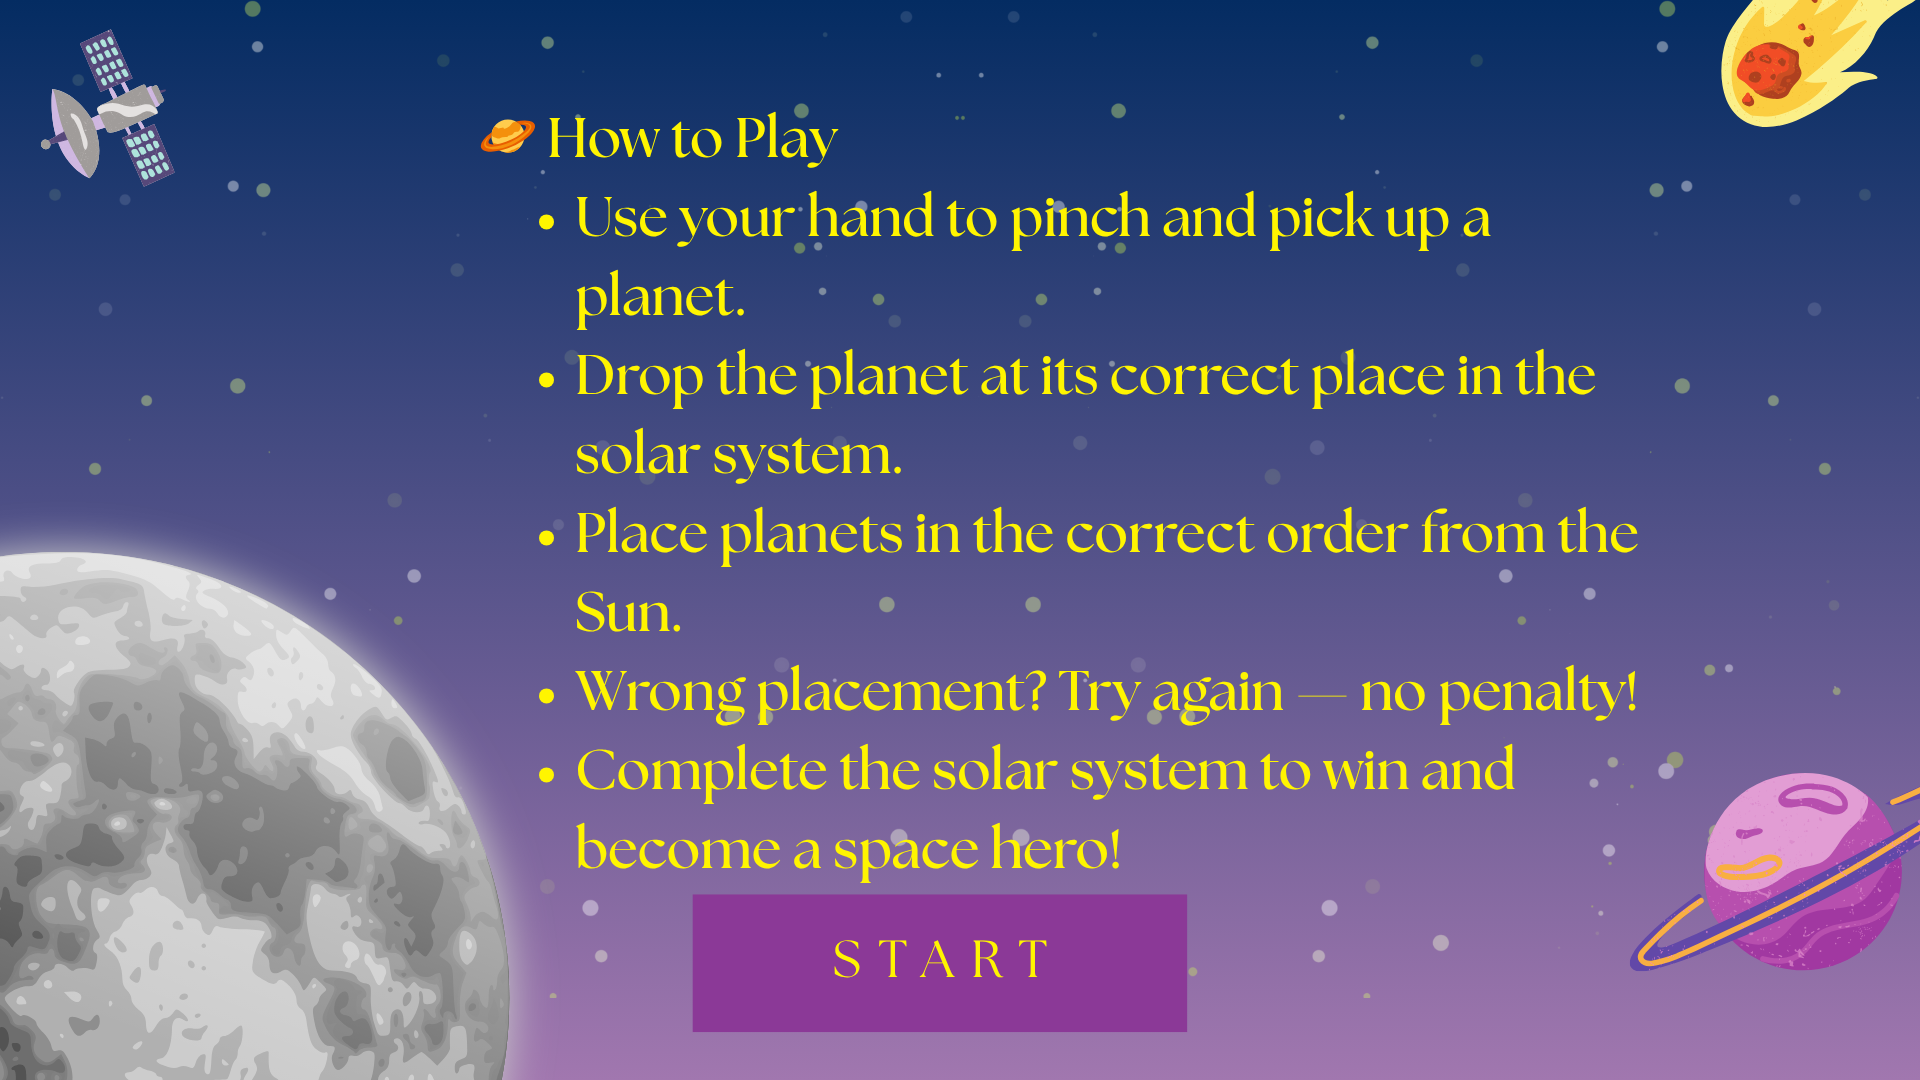 🪐 How to Play
• Use your hand to pinch and pick up a
planet.
• Drop the planet at its correct place in the
solar system.
• Place planets in the correct order from the
Sun.
• Wrong placement? Try again — no penalty!
• Complete the solar system to win and
become a space hero!
START